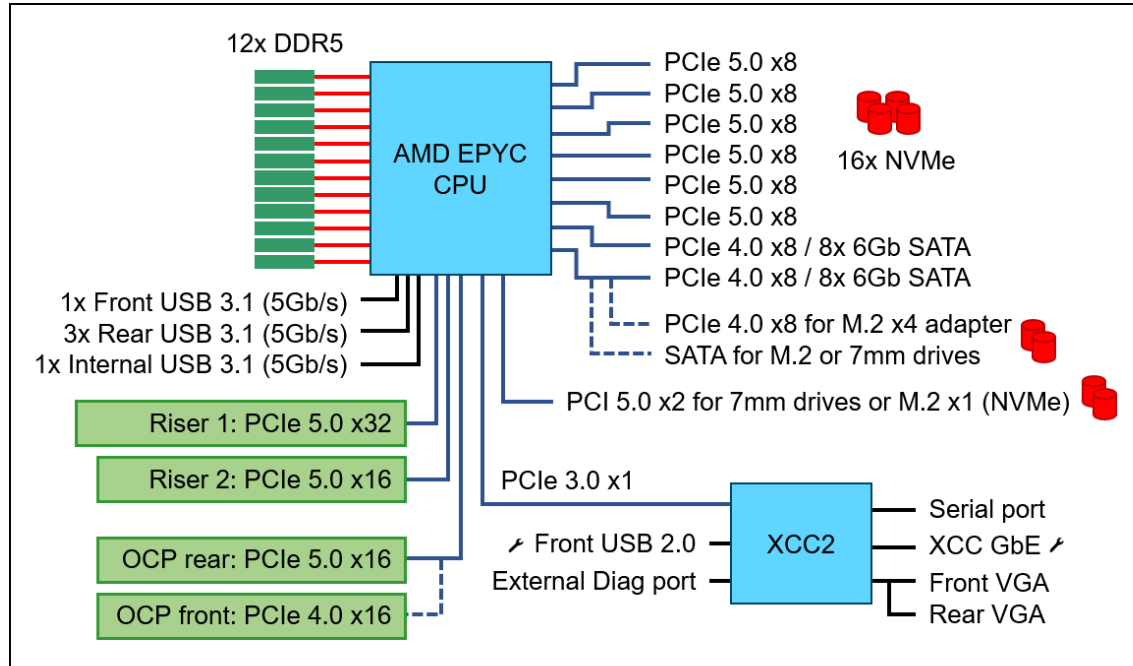 12x DDR5
AMD EPYC
CPU
PCIe 5.0 x8
PCIe 5.0 x8
PCIe 5.0 x8
PCIe 5.0 x8
PCIe 5.0 x8
PCIe 5.0 x8
PCIe 4.0 x8 / 8x 6Gb SATA
PCIe 4.0 x8 / 8x 6Gb SATA
16x NVMe
PCIe 4.0 x8 for M.2 x4 adapter
SATA for M.2 or 7mm drives
PCI 5.0 x2 for 7mm drives or M.2 x1 (NVMe)
1x Front USB 3.1 (5Gb/s)
3x Rear USB 3.1 (5Gb/s)
1x Internal USB 3.1 (5Gb/s)
Riser 1: PCIe 5.0 x32
Riser 2: PCIe 5.0 x16
OCP rear: PCIe 5.0 x16
OCP front: PCIe 4.0 x16
PCIe 3.0 x1
Front USB 2.0
External Diag port
XCC2
Serial port
XCC GbE
Front VGA
Rear VGA